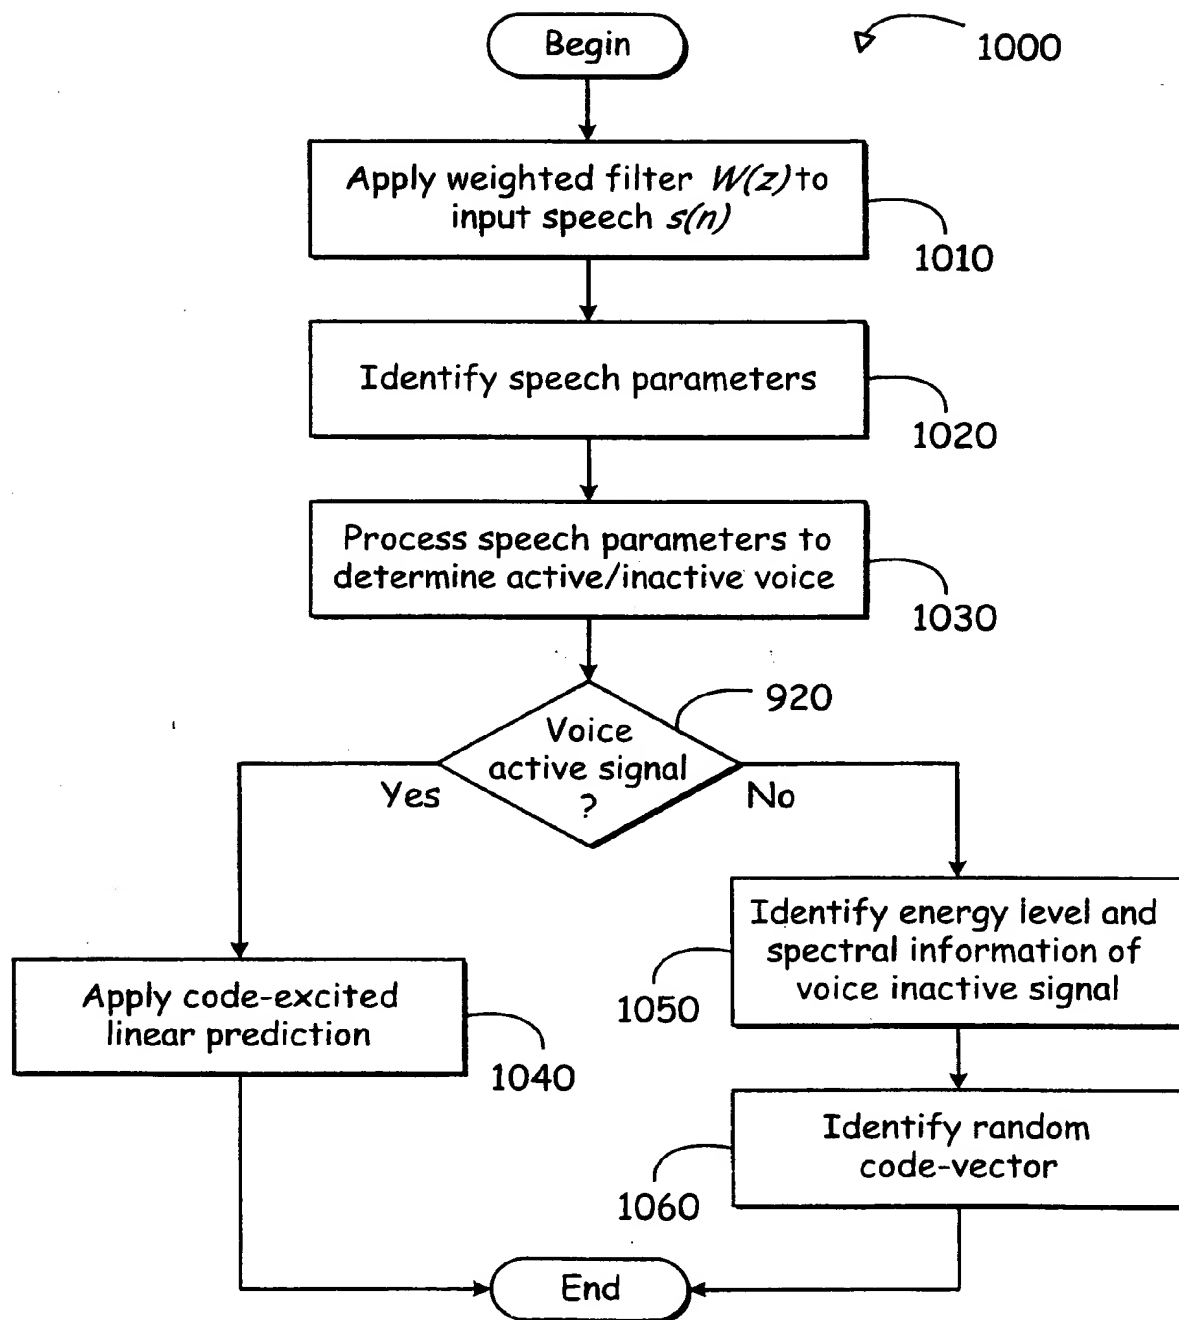 Begin
1000
Apply weighted filter W(z) to
input speech s(n)
1010
Identify speech parameters
1020
Process speech parameters to
determine active/inactive voice
1030
920
Voice
active signal
?
Yes
No
Identify energy level and
spectral information of
voice inactive signal
1050
Apply code-excited
linear prediction
1040
Identify random
code-vector
1060
End